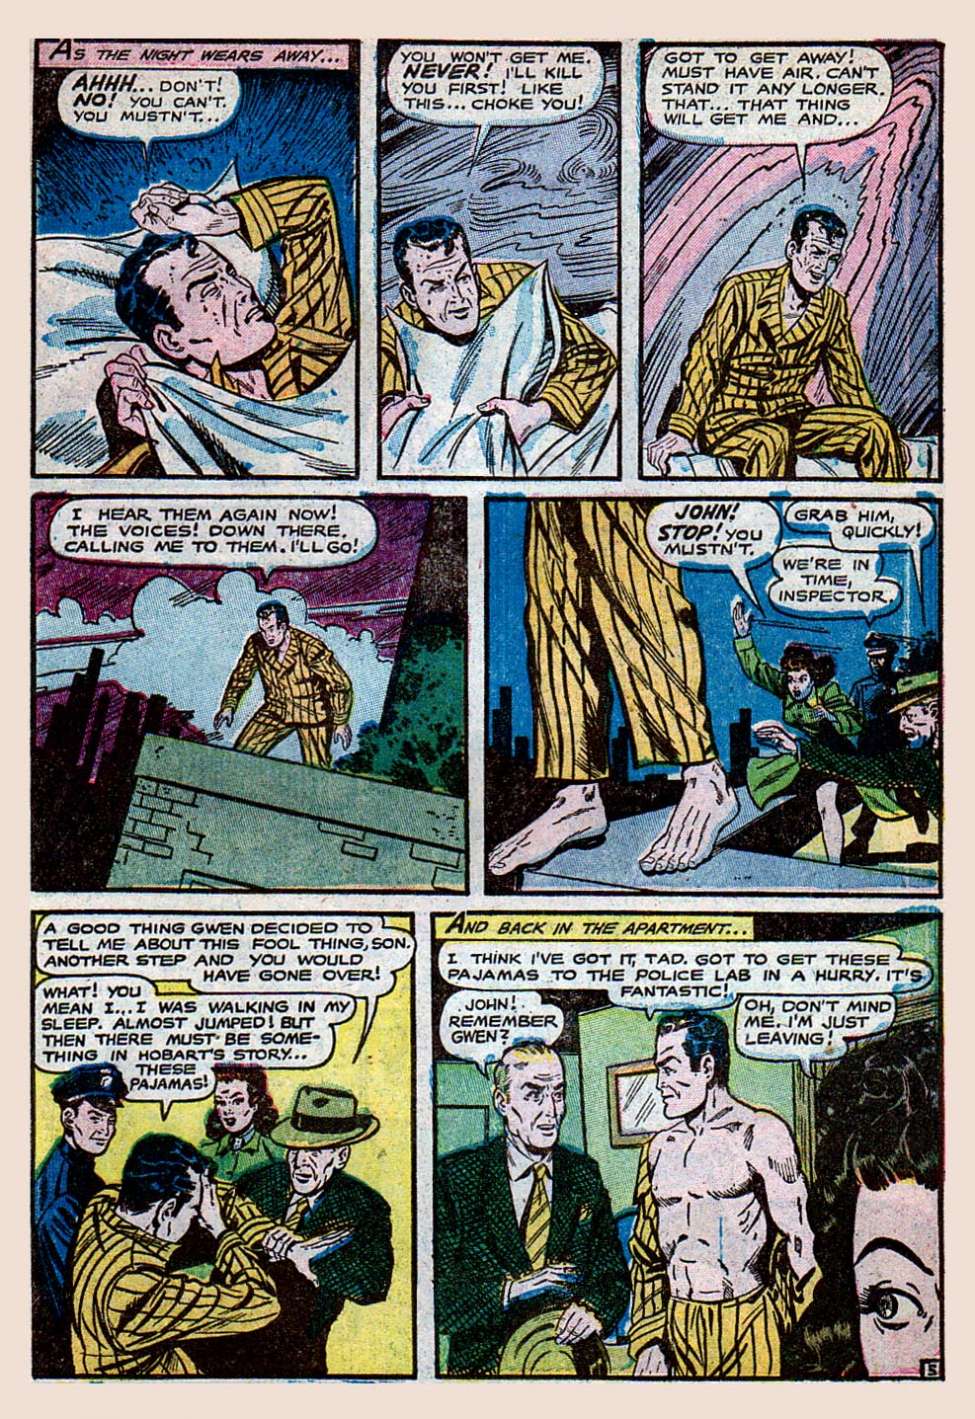 AS THE NIGHT WEARS AWAY...
AHHH... DON'T!
NO! YOU CAN'T.
YOU MUSTN'T...
YOU WON'T GET ME.
NEVER! I'LL KILL
YOU FIRST! LIKE
THIS... CHOKE YOU!
GOT TO GET AWAY!
MUST HAVE AIR. CAN'T
STAND IT ANY LONGER.
THAT... THAT THING
WILL GET ME AND...
I HEAR THEM AGAIN NOW!
THE VOICES! DOWN THERE.
CALLING ME TO THEM. I'LL GO!
JOHN!
STOP! YOU
MUSTN'T.
GRAB HIM,
QUICKLY!
WE'RE IN
TIME,
INSPECTOR.
A GOOD THING GWEN DECIDED TO
TELL ME ABOUT THIS FOOL THING, SON.
ANOTHER STEP AND YOU WOULD
HAVE GONE OVER!
WHAT! YOU
MEAN I... I WAS WALKING IN MY
SLEEP. ALMOST JUMPED! BUT
THEN THERE MUST BE SOME-
THING IN HOBART'S STORY...
THESE
PAJAMAS!
AND BACK IN THE APARTMENT...
I THINK I'VE GOT IT, TAD. GOT TO GET THESE
PAJAMAS TO THE POLICE LAB IN A HURRY. IT'S
FANTASTIC!
JOHN!
REMEMBER
GWEN?
OH, DON'T MIND
ME. I'M JUST
LEAVING!
5